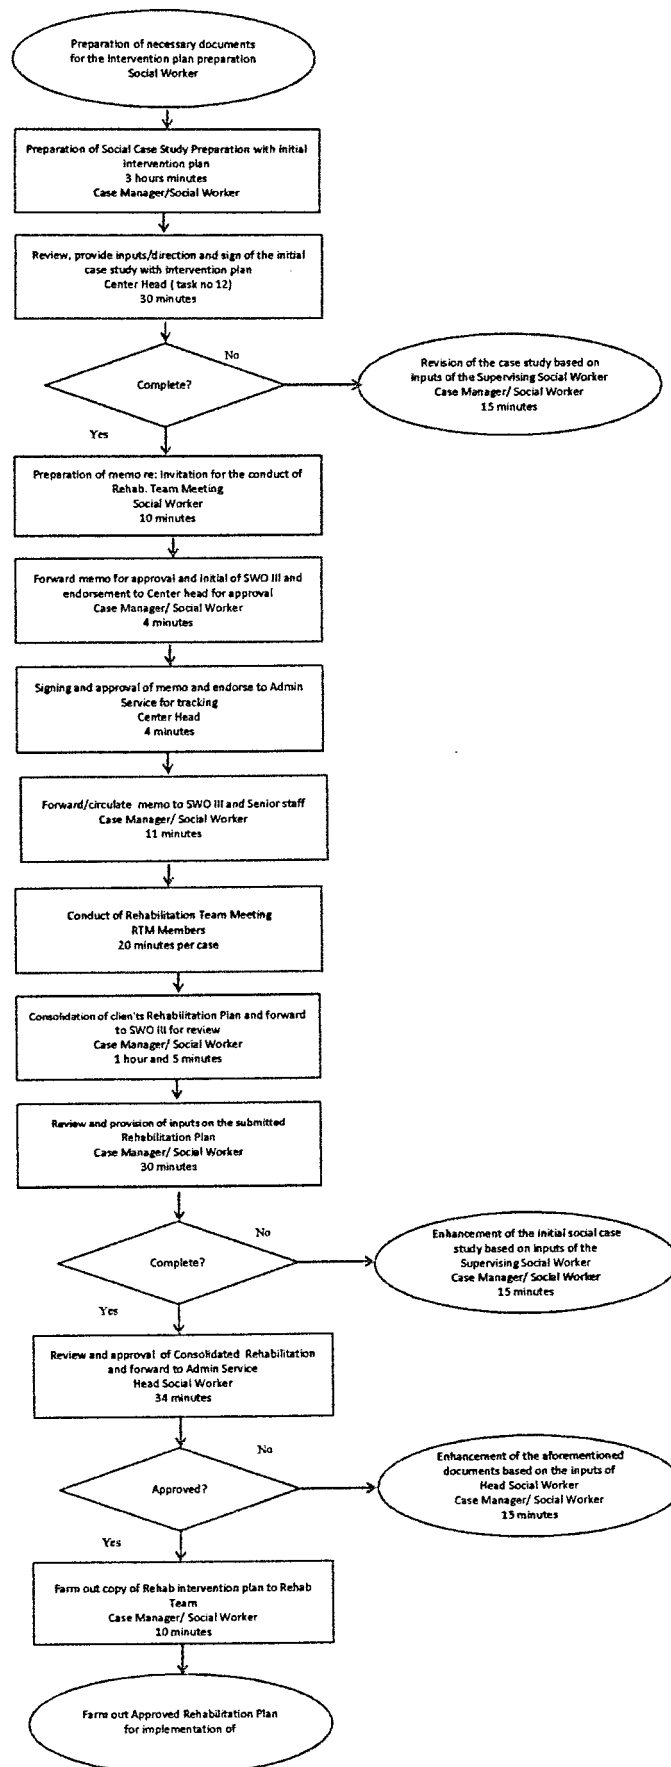 Preparation of necessary documents
for the Intervention plan preparation
Social Worker
Preparation of Social Case Study Preparation with initial
intervention plan
3 hours minutes
Case Manager/Social Worker
Review, provide inputs/direction and sign of the initial
case study with intervention plan
Center Head ( task no 12)
30 minutes
No
Complete?
Revision of the case study based on
inputs of the Supervising Social Worker
Case Manager/ Social Worker
15 minutes
Yes
Preparation of memo re: Invitation for the conduct of
Rehab. Team Meeting
Social Worker
10 minutes
Forward memo for approval and initial of SWO III and
endorsement to Center head for approval
Case Manager/ Social Worker
4 minutes
Signing and approval of memo and endorse to Admin
Service for tracking
Center Head
4 minutes
Forward/circulate memo to SWO III and Senior staff
Case Manager/ Social Worker
11 minutes
Conduct of Rehabilitation Team Meeting
RTM Members
20 minutes per case
Consolidation of client's Rehabilitation Plan and forward
to SWO III for review
Case Manager/ Social Worker
1 hour and 5 minutes
Review and provision of inputs on the submitted
Rehabilitation Plan
Case Manager/ Social Worker
30 minutes
No
Complete?
Enhancement of the initial social case
study based on inputs of the
Supervising Social Worker
Case Manager/ Social Worker
15 minutes
Yes
Review and approval of Consolidated Rehabilitation
and forward to Admin Service
Head Social Worker
34 minutes
No
Approved?
Enhancement of the aforementioned
documents based on the inputs of
Head Social Worker
Case Manager/ Social Worker
15 minutes
Yes
Farm out copy of Rehab intervention plan to Rehab
Team
Case Manager/ Social Worker
10 minutes
Farm out Approved Rehabilitation Plan
for implementation of